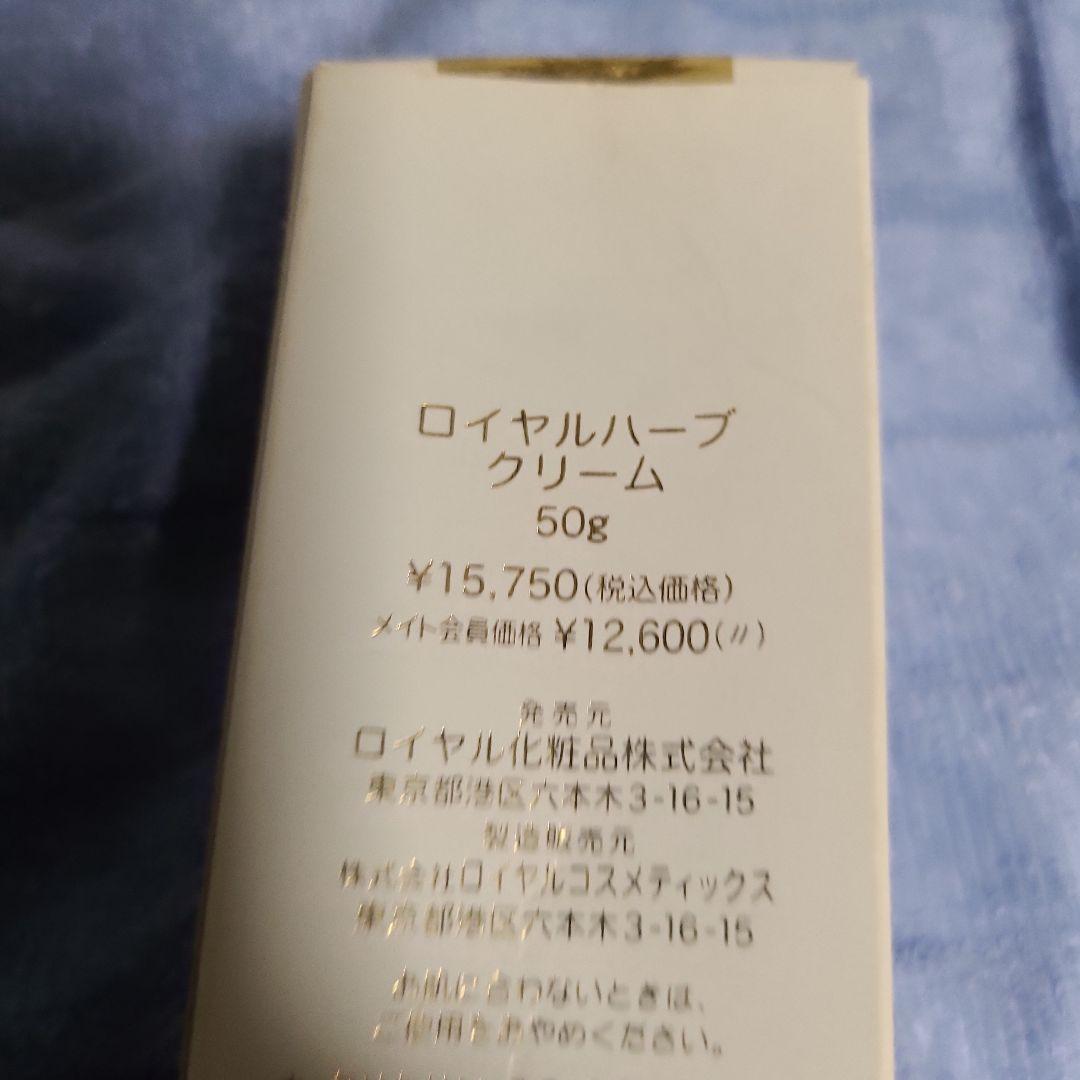 ロイヤルハーブ
クリーム
50g
¥15,750(税込価格)
メイト会員価格 ¥12,600(〃)
発売元
ロイヤル化粧品株式会社
東京都港区六本木3-16-15
製造販売元
株式会社ロイヤルコスメティックス
東京都港区六本木3-16-15
お肌に合わないときは、
ご使用をおやめください。